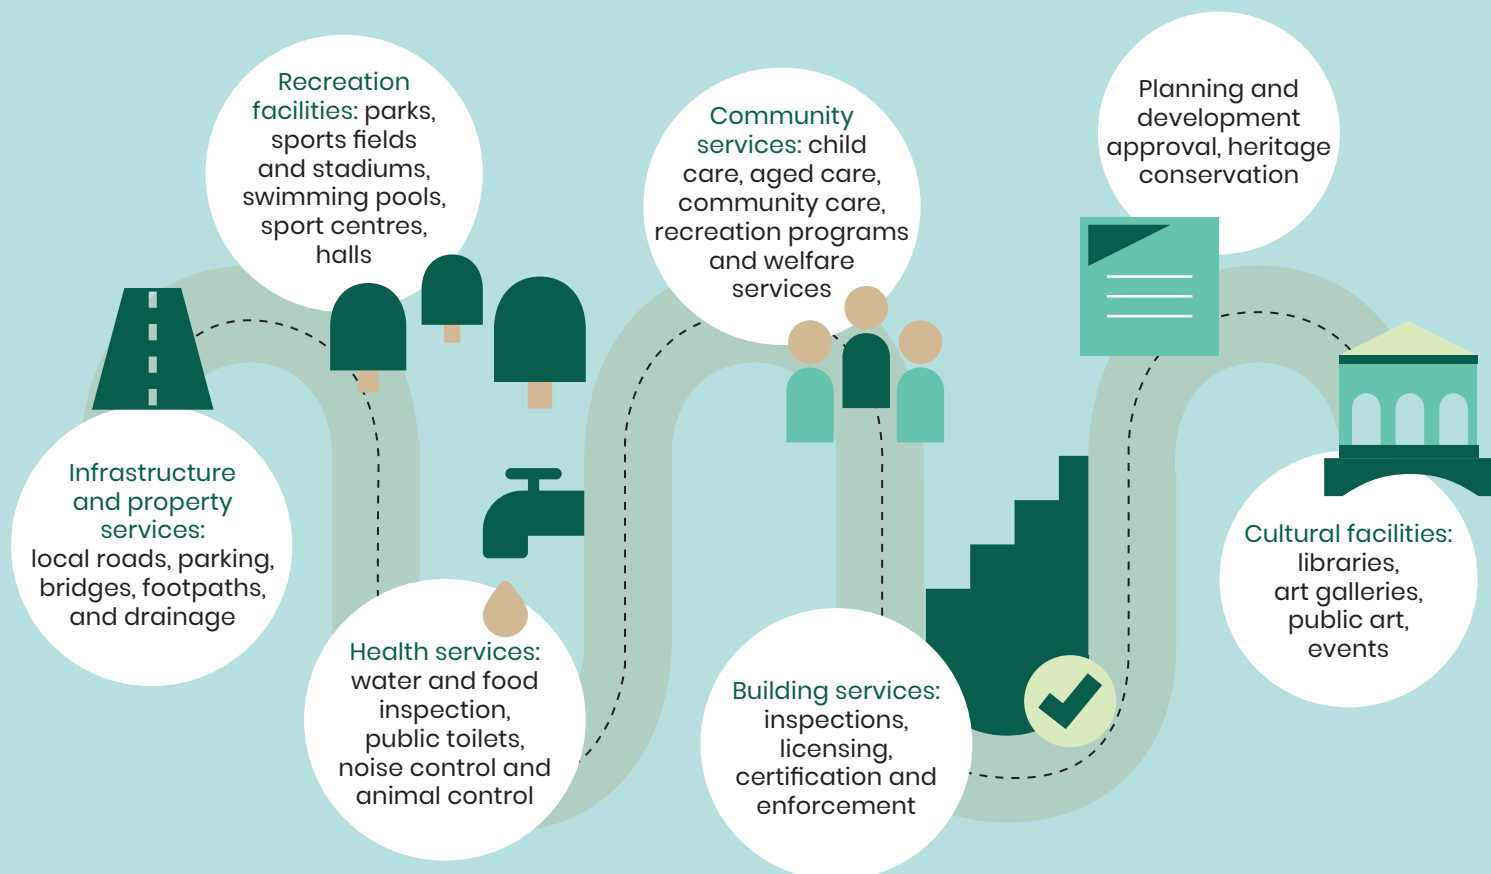 Infrastructure
and property
services:
local roads, parking,
bridges, footpaths,
and drainage
Recreation
facilities: parks,
sports fields
and stadiums,
swimming pools,
sport centres,
halls
Health services:
water and food
inspection,
public toilets,
noise control and
animal control
Community
services: child
care, aged care,
community care,
recreation programs
and welfare
services
Building services:
inspections,
licensing,
certification and
enforcement
Planning and
development
approval, heritage
conservation
Cultural facilities:
libraries,
art galleries,
public art,
events